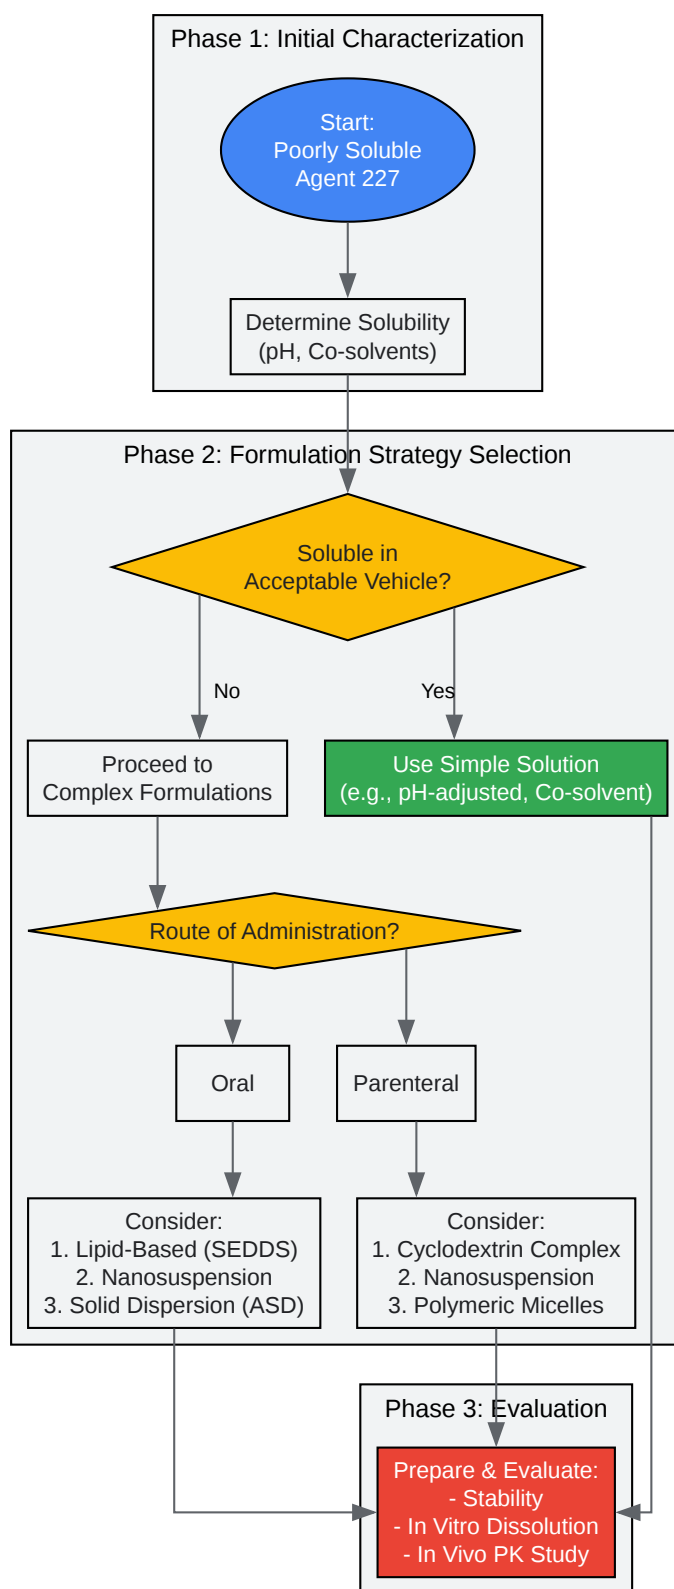 Phase 1: Initial Characterization
Start:
Poorly Soluble
Agent 227
Determine Solubility
(pH, Co-solvents)
Phase 2: Formulation Strategy Selection
Soluble in
Acceptable Vehicle?
No
Yes
Proceed to
Complex Formulations
Use Simple Solution
(e.g., pH-adjusted, Co-solvent)
Route of Administration?
Oral
Parenteral
Consider:
1. Lipid-Based (SEDDS)
2. Nanosuspension
3. Solid Dispersion (ASD)
Consider:
1. Cyclodextrin Complex
2. Nanosuspension
3. Polymeric Micelles
Phase 3: Evaluation
Prepare & Evaluate:
- Stability
- In Vitro Dissolution
- In Vivo PK Study